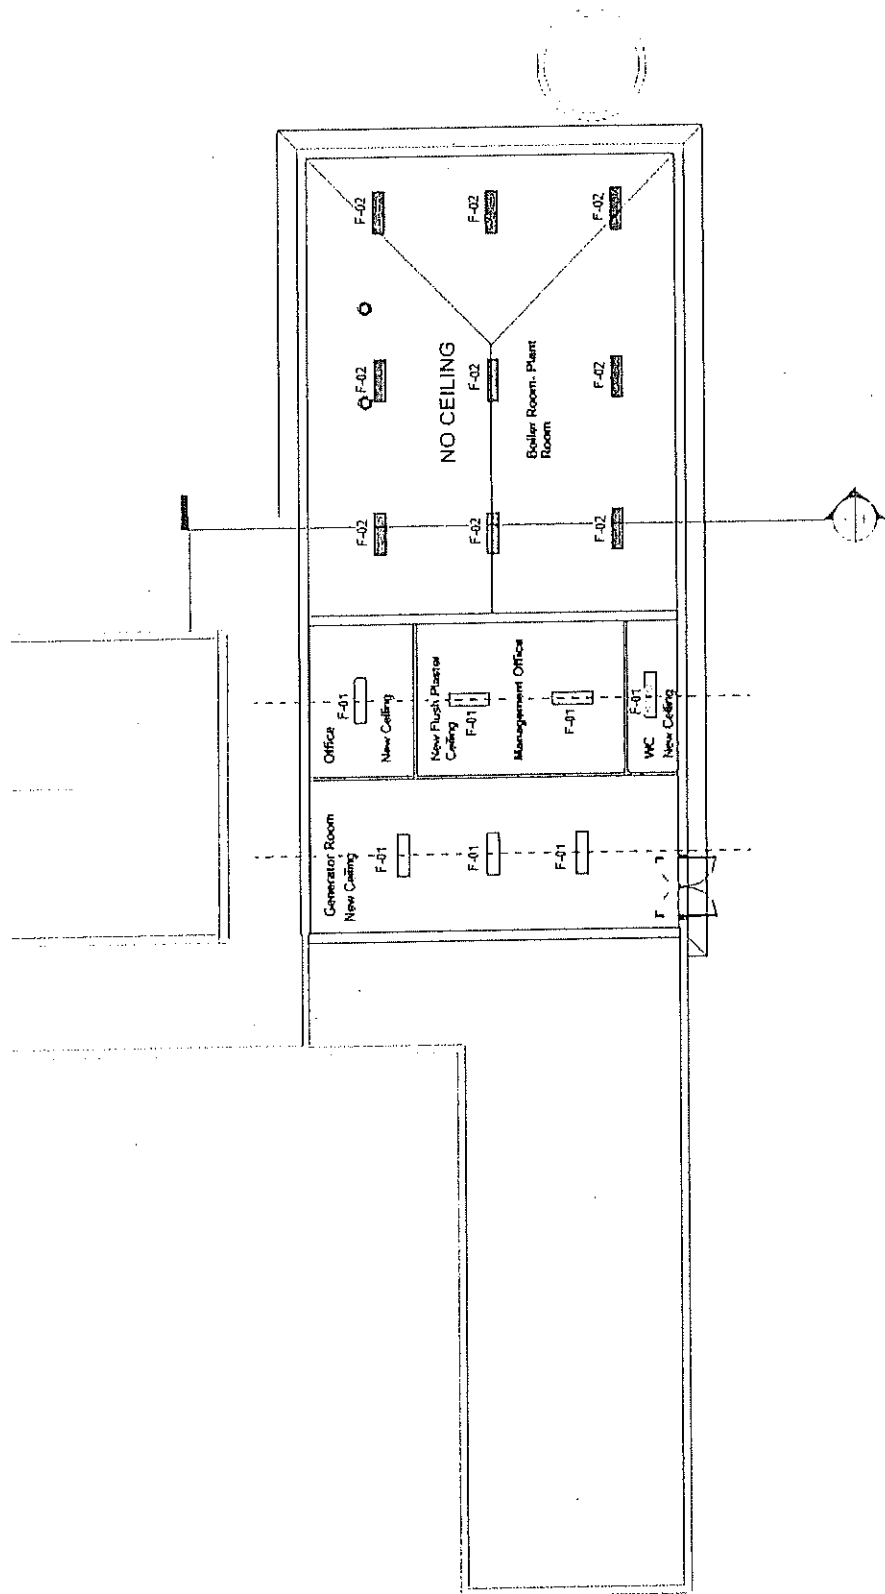 Generator Room
New Ceiling
F-01
F-01
F-01
Office
F-01
New Ceiling
New Flush Plaster
Ceiling
F-01
Management Office
F-01
F-01
WC
New Ceiling
F-02
F-02
F-02
NO CEILING
F-02
F-02
F-02
Boiler Room- Plant
Room
F-02
F-02
F-02